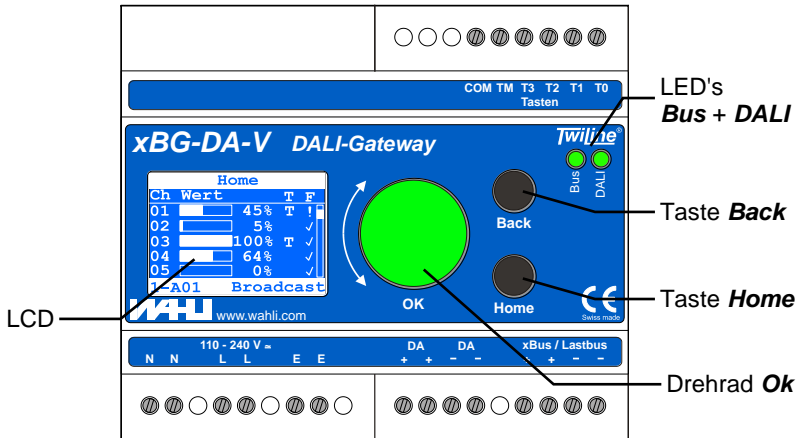 COM TM T3 T2 T1 T0
Tasten
LED's
Bus + DALI
xBG-DA-V DALI-Gateway
Twiline®
Bus
DALI
Home
Ch Wert T F
01 45% T !
02 5% ✓
03 100% T ✓
04 64% ✓
05 0% ✓
1-A01 Broadcast
Back
Taste Back
OK
Home
Taste Home
LCD
WAHLI www.wahli.com
CE
Swiss made
110 - 240 V ≃
N N L L E E
DA DA
+ + − −
xBus / Lastbus
+ + − −
Drehrad Ok